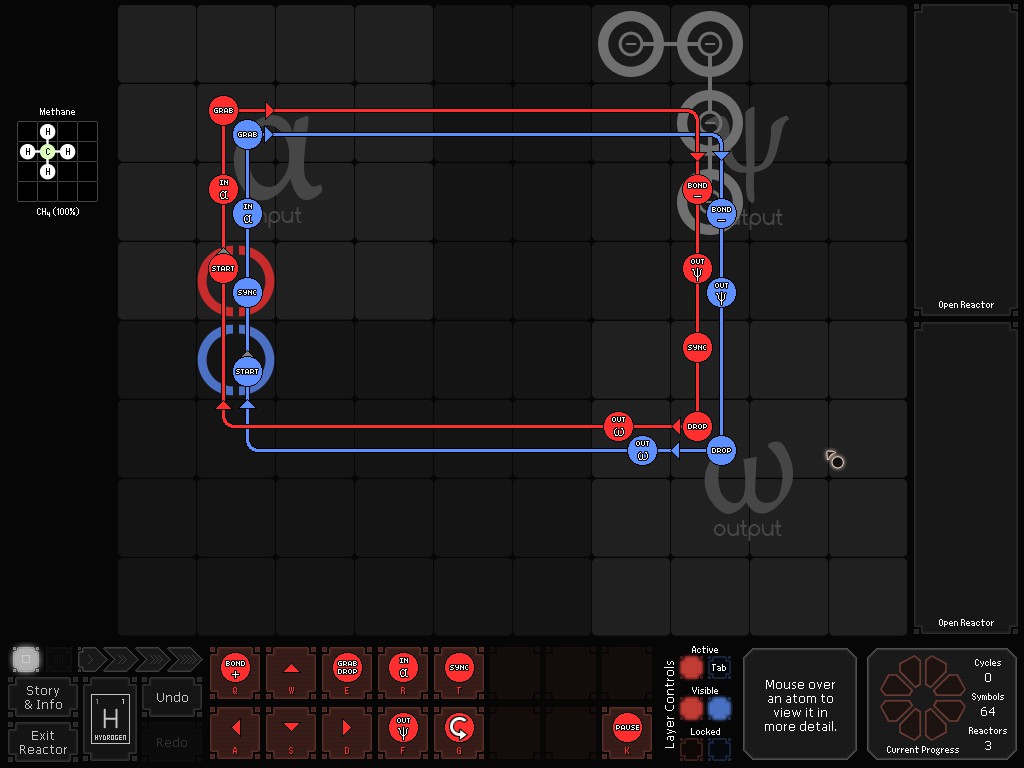 GRAB
GRAB
α
ψ
Methane
H
H C H
H
CH₄ (100%)
IN
α
BOND
−
IN
α
BOND
−
input
output
START
OUT
ψ
SYNC
OUT
ψ
Open Reactor
SYNC
START
OUT
ω
DROP
OUT
ω
DROP
ω
output
Open Reactor
Story
& Info
Exit
Reactor
1 1
H
HYDROGEN
Undo
Redo
BOND
+
Q
W
GRAB
DROP
E
IN
α
R
SYNC
T
A
S
D
OUT
ψ
F
G
PAUSE
K
Layer Controls
Active
Tab
Visible
Locked
Mouse over
an atom to
view it in
more detail.
Cycles
0
Symbols
64
Reactors
3
Current Progress